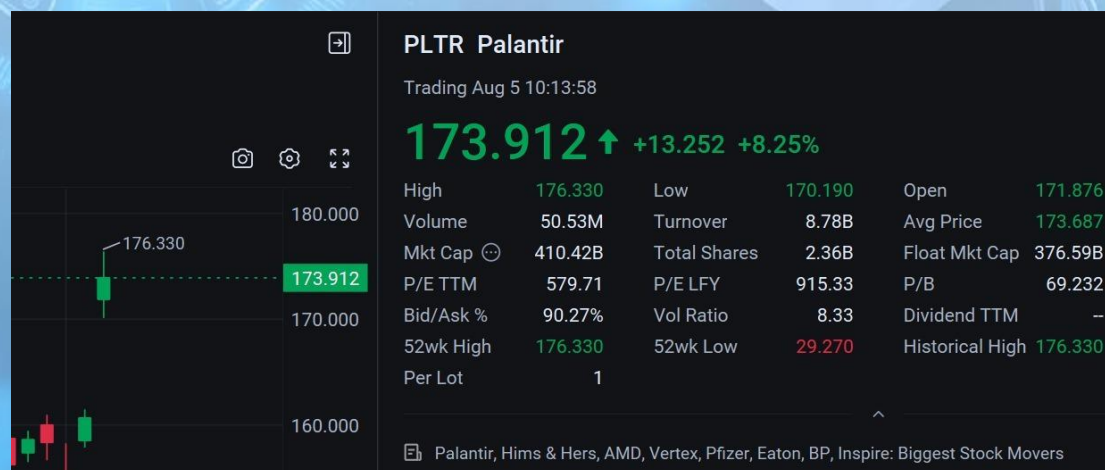 PLTR Palantir
Trading Aug 5 10:13:58
173.912 +13.252 +8.25%
High 176.330 Low 170.190 Open 171.876
Volume 50.53M Turnover 8.78B Avg Price 173.687
Mkt Cap 410.42B Total Shares 2.36B Float Mkt Cap 376.59B
P/E TTM 579.71 P/E LFY 915.33 P/B 69.232
Bid/Ask % 90.27% Vol Ratio 8.33 Dividend TTM --
52wk High 176.330 52wk Low 29.270 Historical High 176.330
Per Lot 1
Palantir, Hims & Hers, AMD, Vertex, Pfizer, Eaton, BP, Inspire: Biggest Stock Movers
180.000
176.330
173.912
170.000
160.000